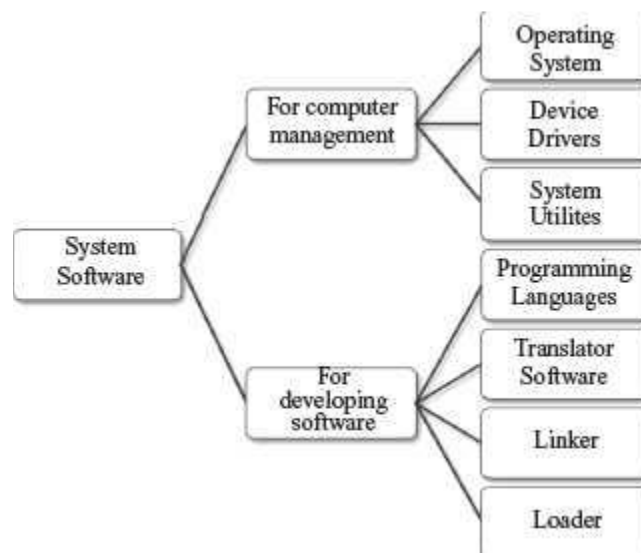 System
Software
For computer
management
Operating
System
Device
Drivers
System
Utilites
For
developing
software
Programming
Languages
Translator
Software
Linker
Loader